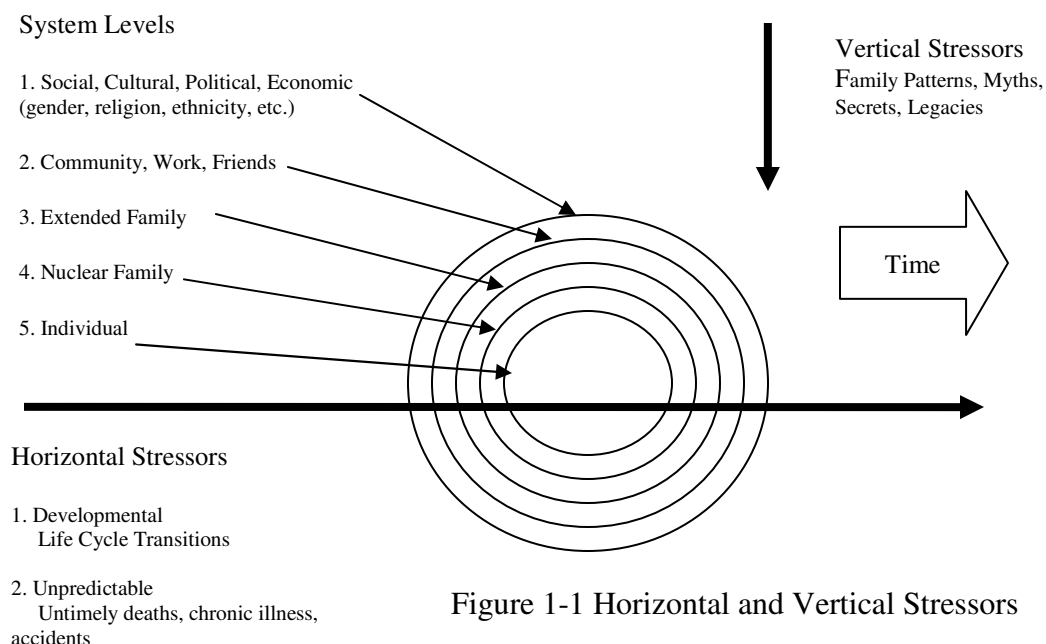 System Levels
1. Social, Cultural, Political, Economic
(gender, religion, ethnicity, etc.)
2. Community, Work, Friends
3. Extended Family
4. Nuclear Family
5. Individual
Vertical Stressors
Family Patterns, Myths,
Secrets, Legacies
Time
Horizontal Stressors
1. Developmental
Life Cycle Transitions
2. Unpredictable
Untimely deaths, chronic illness,
accidents
Figure 1-1 Horizontal and Vertical Stressors